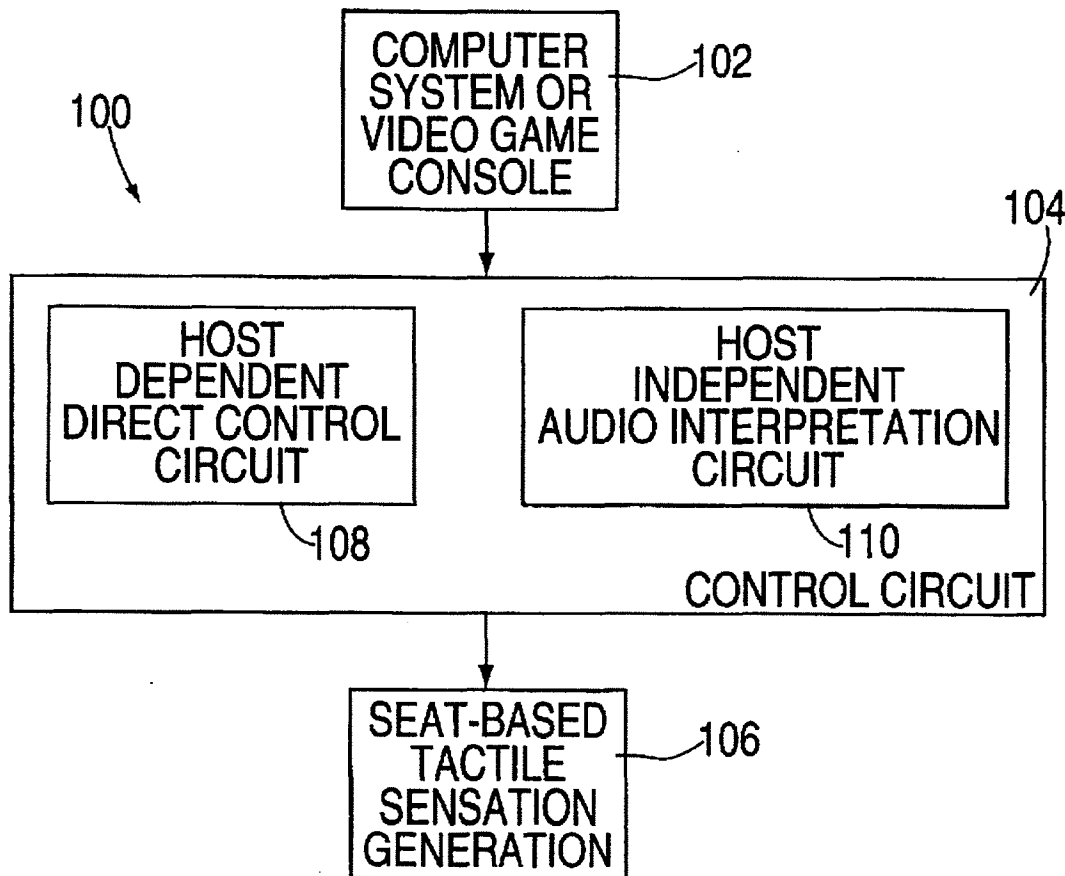 COMPUTER
SYSTEM OR
VIDEO GAME
CONSOLE
102
100
104
HOST
DEPENDENT
DIRECT CONTROL
CIRCUIT
108
HOST
INDEPENDENT
AUDIO INTERPRETATION
CIRCUIT
110
CONTROL CIRCUIT
SEAT-BASED
TACTILE
SENSATION
GENERATION
106